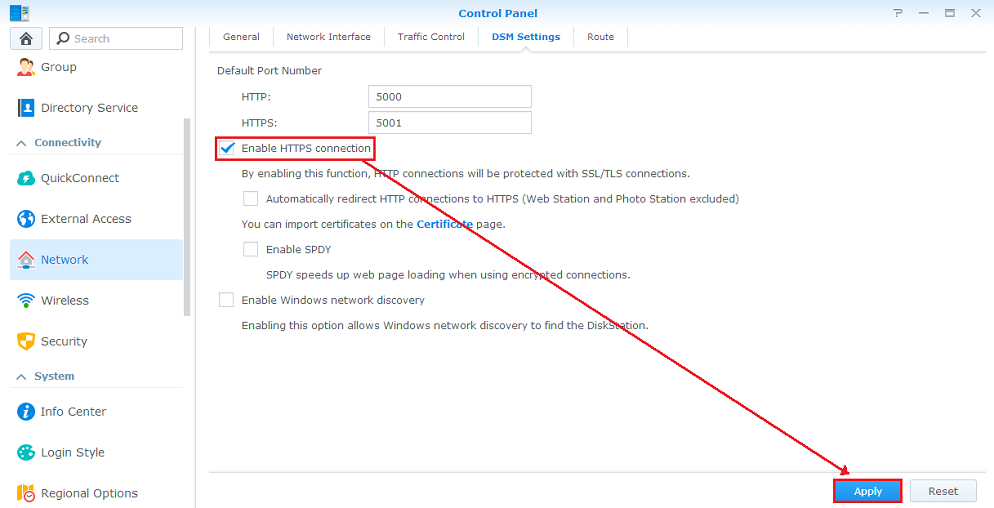 Control Panel
Search
Group
Directory Service
Connectivity
QuickConnect
External Access
Network
Wireless
Security
System
Info Center
Login Style
Regional Options
General Network Interface Traffic Control DSM Settings Route
Default Port Number
HTTP: 5000
HTTPS: 5001
Enable HTTPS connection
By enabling this function, HTTP connections will be protected with SSL/TLS connections.
Automatically redirect HTTP connections to HTTPS (Web Station and Photo Station excluded)
You can import certificates on the Certificate page.
Enable SPDY
SPDY speeds up web page loading when using encrypted connections.
Enable Windows network discovery
Enabling this option allows Windows network discovery to find the DiskStation.
Apply Reset